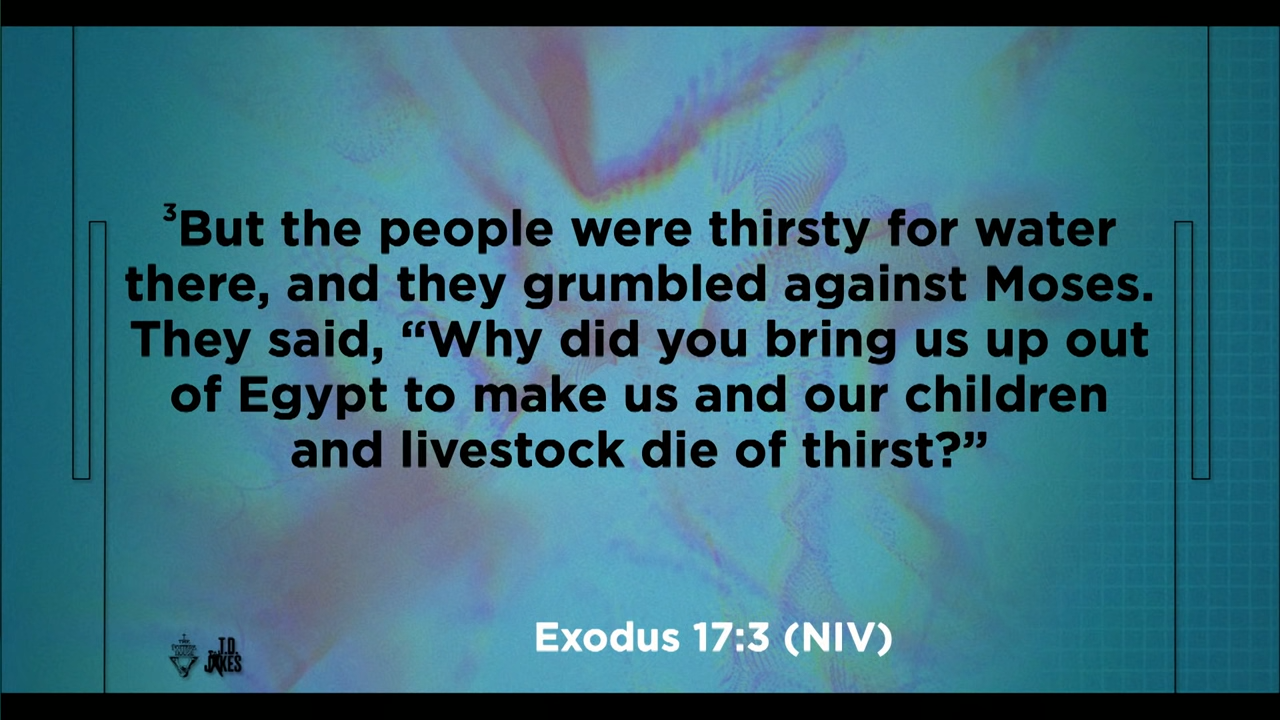 ³But the people were thirsty for water
there, and they grumbled against Moses.
They said, “Why did you bring us up out
of Egypt to make us and our children
and livestock die of thirst?”
Exodus 17:3 (NIV)
T.D.
JAKES